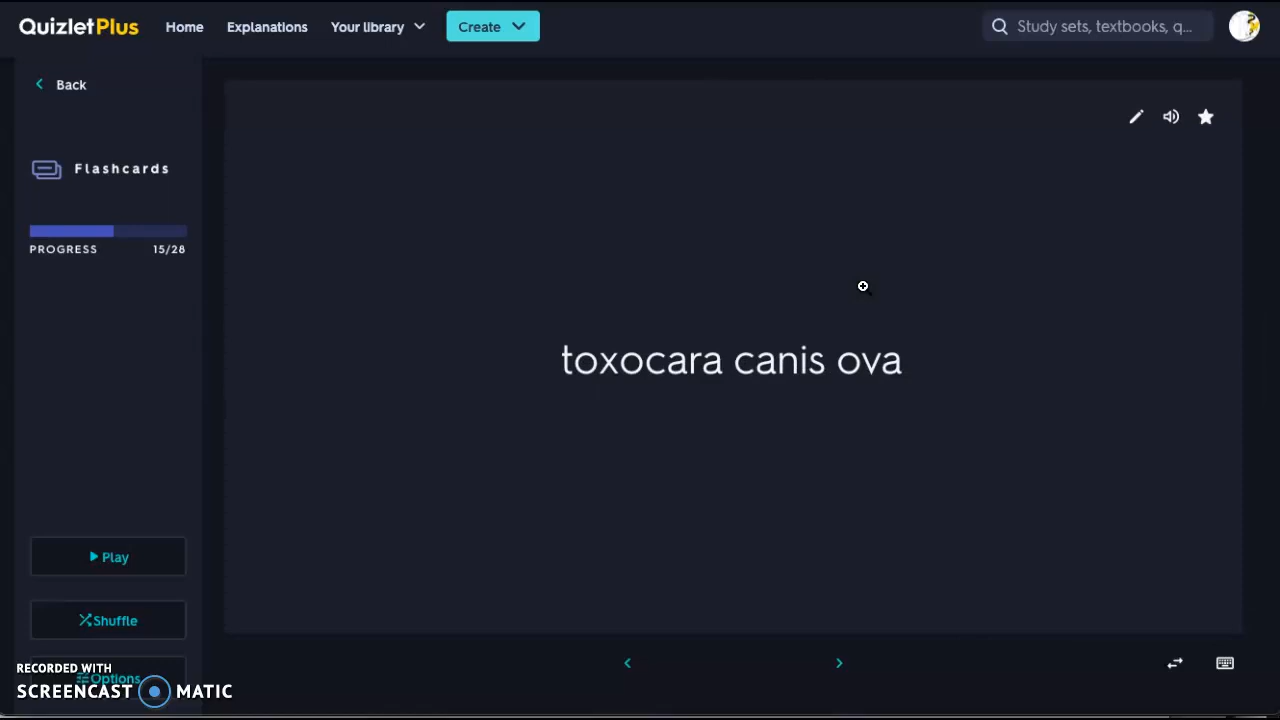 QuizletPlus Home Explanations Your library Create Study sets, textbooks, q...
Back
Flashcards
PROGRESS 15/28
toxocara canis ova
Play
Shuffle
Options
RECORDED WITH
SCREENCAST MATIC